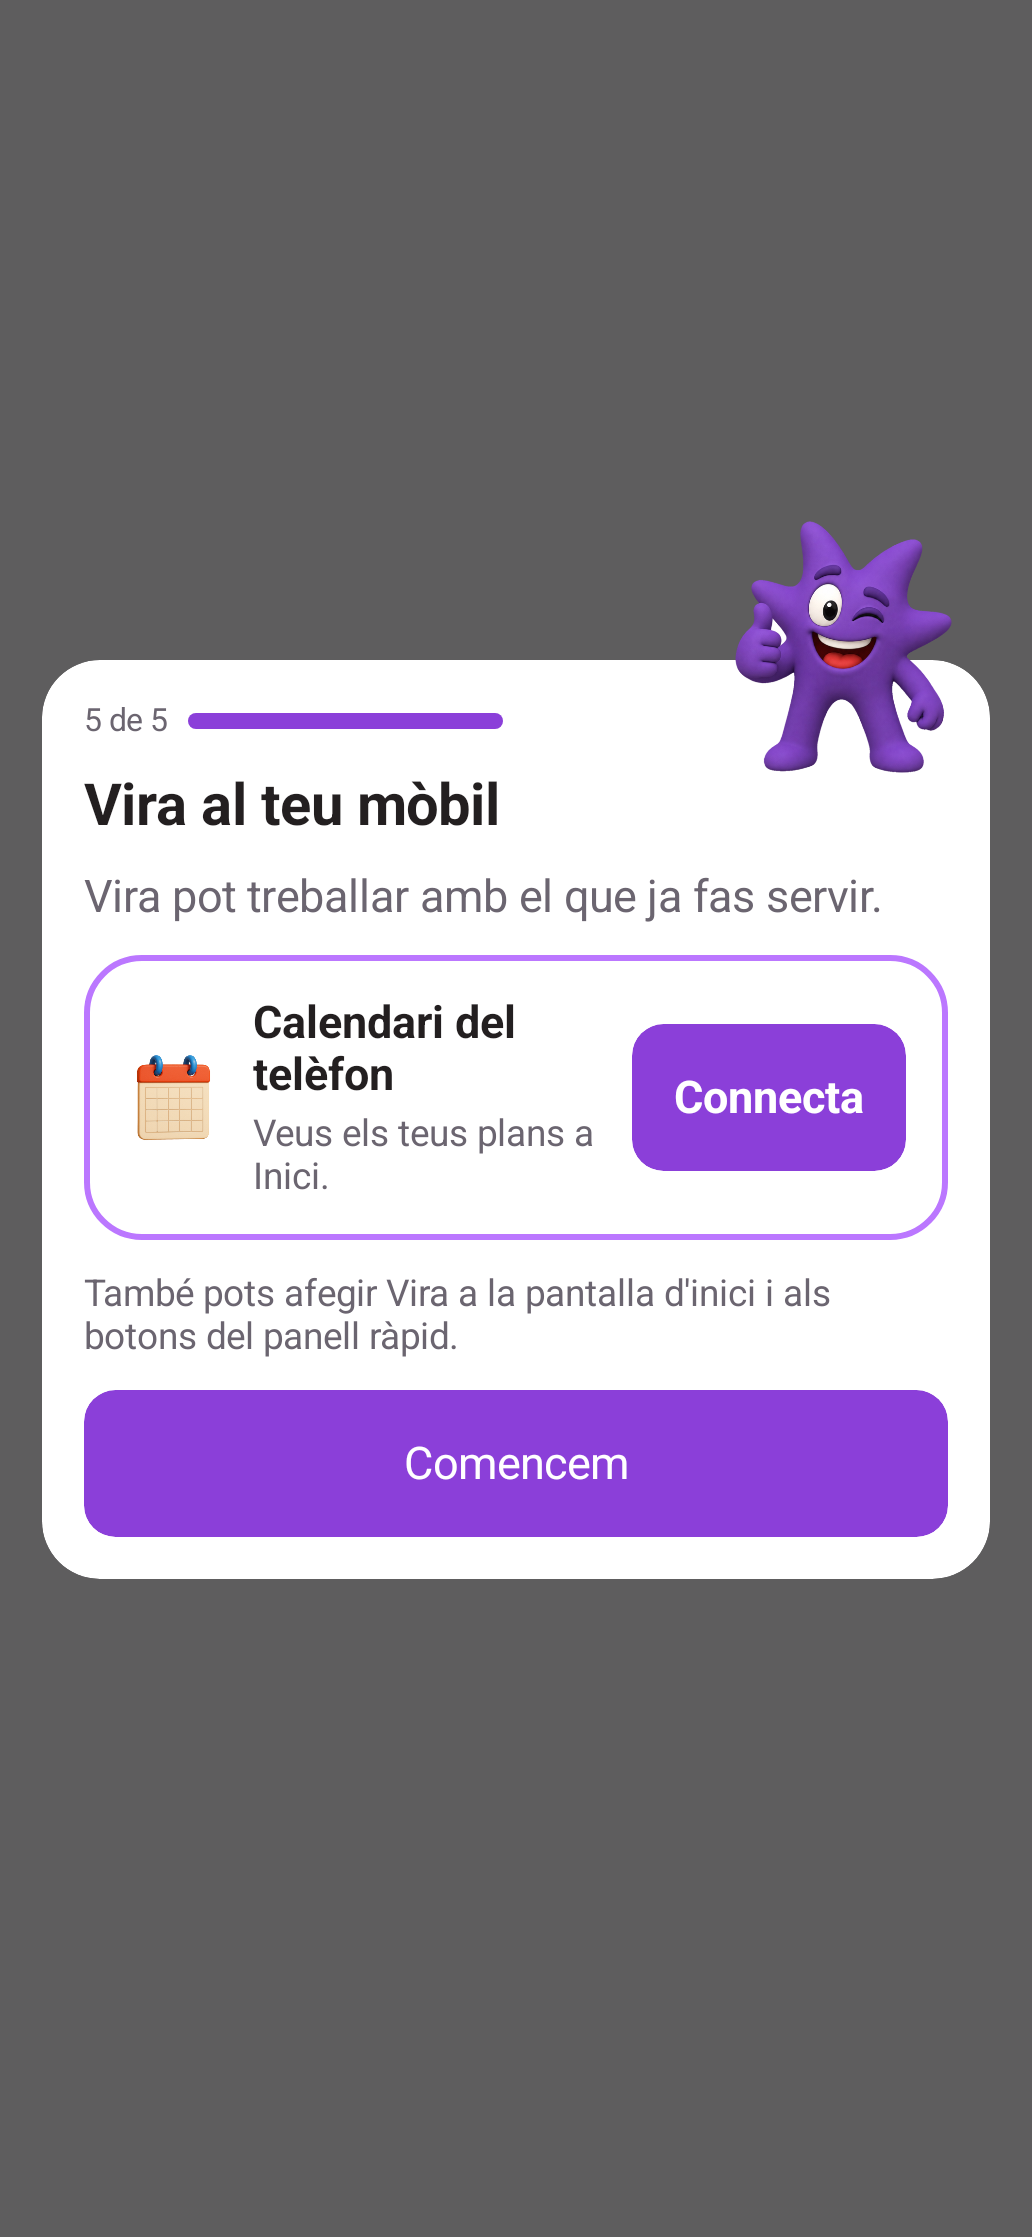 5 de 5
Vira al teu mòbil
Vira pot treballar amb el que ja fas servir.
Calendari del
telèfon
Veus els teus plans a
Inici.
Connecta
També pots afegir Vira a la pantalla d'inici i als
botons del panell ràpid.
Comencem